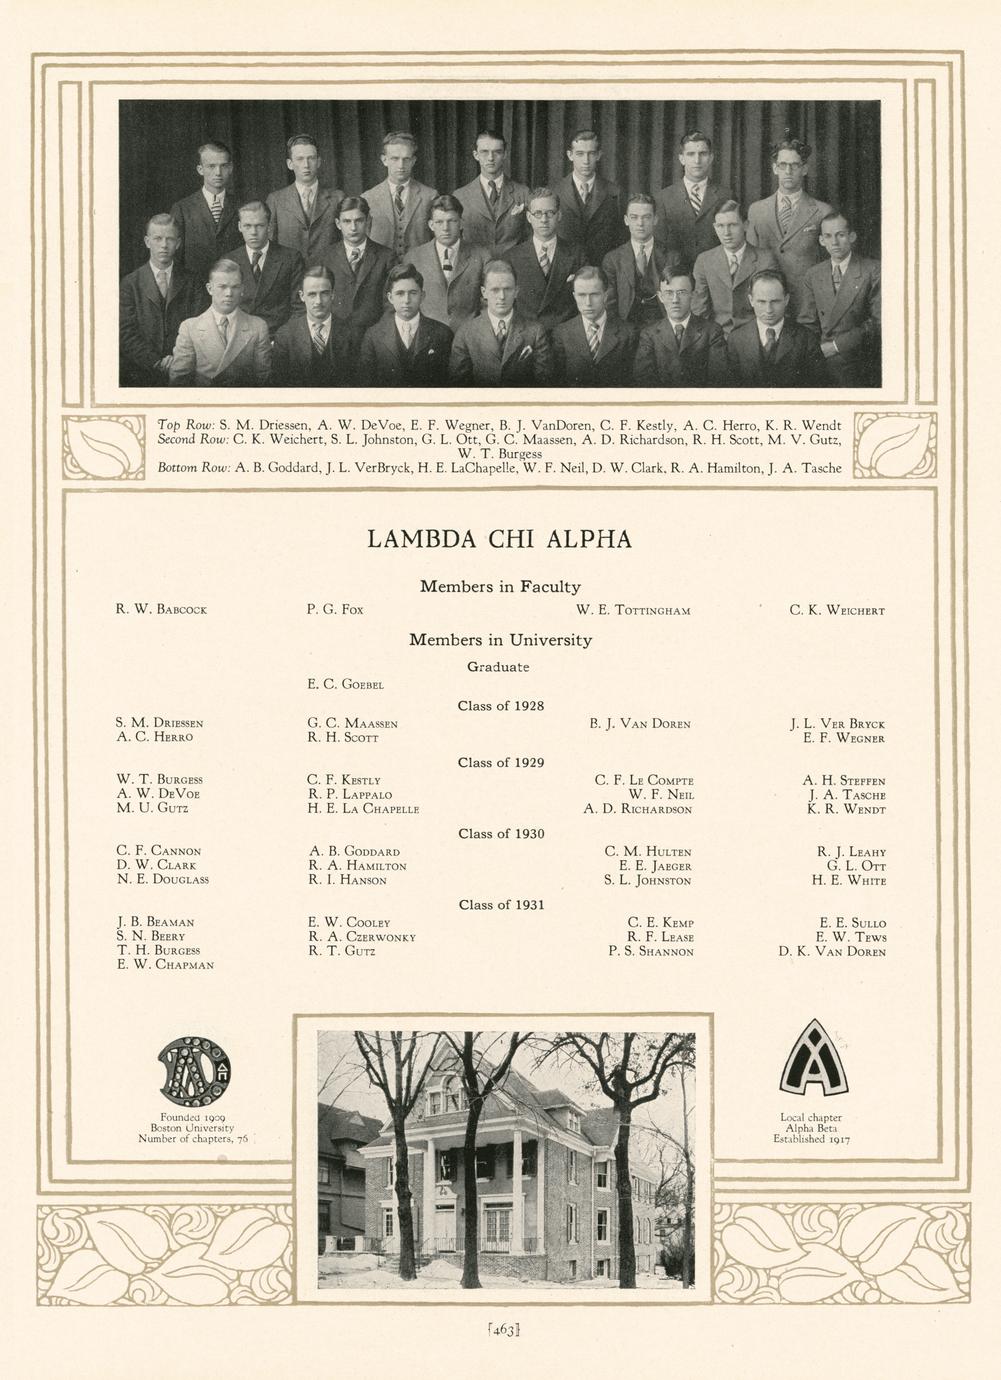 Top Row: S. M. Driessen, A. W. DeVoe, E. F. Wegner, B. J. VanDoren, C. F. Kestly, A. C. Herro, K. R. Wendt
Second Row: C. K. Weichert, S. L. Johnston, G. L. Ott, G. C. Maassen, A. D. Richardson, R. H. Scott, M. V. Gutz,
W. T. Burgess
Bottom Row: A. B. Goddard, J. L. VerBryck, H. E. LaChapelle, W. F. Neil, D. W. Clark, R. A. Hamilton, J. A. Tasche
LAMBDA CHI ALPHA
Members in Faculty
R. W. Babcock P. G. Fox W. E. Tottingham C. K. Weichert
Members in University
Graduate
E. C. Goebel
Class of 1928
S. M. Driessen G. C. Maassen B. J. Van Doren J. L. Ver Bryck
A. C. Herro R. H. Scott E. F. Wegner
Class of 1929
W. T. Burgess C. F. Kestly C. F. Le Compte A. H. Steffen
A. W. DeVoe R. P. Lappalo W. F. Neil J. A. Tasche
M. U. Gutz H. E. La Chapelle A. D. Richardson K. R. Wendt
Class of 1930
C. F. Cannon A. B. Goddard C. M. Hulten R. J. Leahy
D. W. Clark R. A. Hamilton E. E. Jaeger G. L. Ott
N. E. Douglass R. I. Hanson S. L. Johnston H. E. White
Class of 1931
J. B. Beaman E. W. Cooley C. E. Kemp E. E. Sullo
S. N. Beery R. A. Czerwonky R. F. Lease E. W. Tews
T. H. Burgess R. T. Gutz P. S. Shannon D. K. Van Doren
E. W. Chapman
ΔΠ
Founded 1909
Boston University
Number of chapters, 76
Local chapter
Alpha Beta
Established 1917
[463]